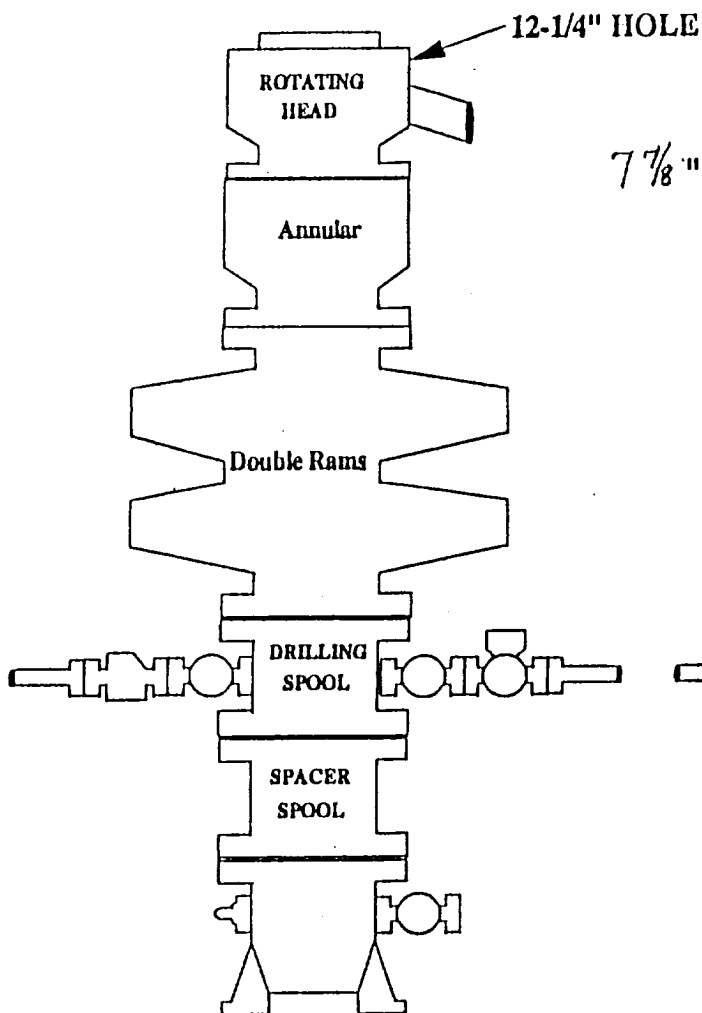 12-1/4" HOLE
ROTATING
HEAD
7 7/8"
Annular
Double Rams
DRILLING
SPOOL
SPACER
SPOOL